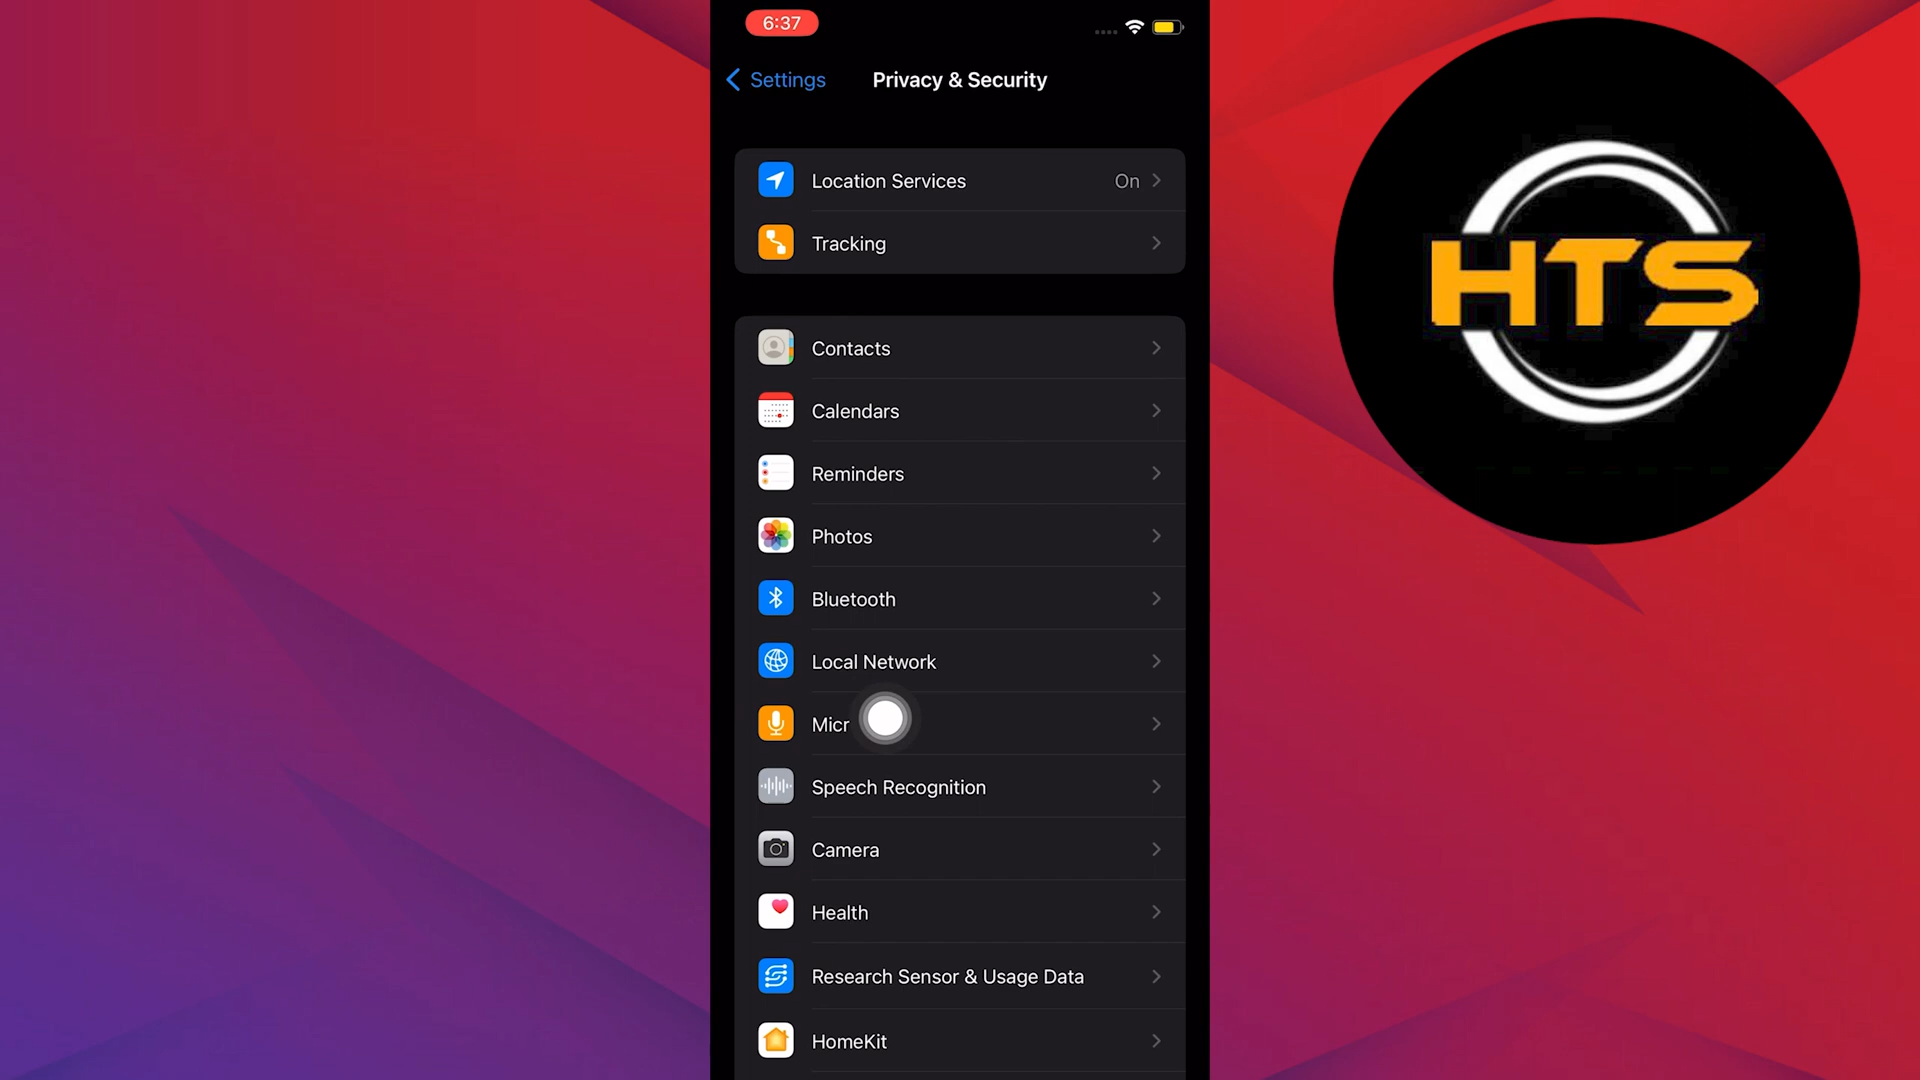 6:37
Settings
Privacy & Security
Location Services
On
Tracking
Contacts
Calendars
Reminders
Photos
Bluetooth
Local Network
Micr
Speech Recognition
Camera
Health
Research Sensor & Usage Data
HomeKit
HTS